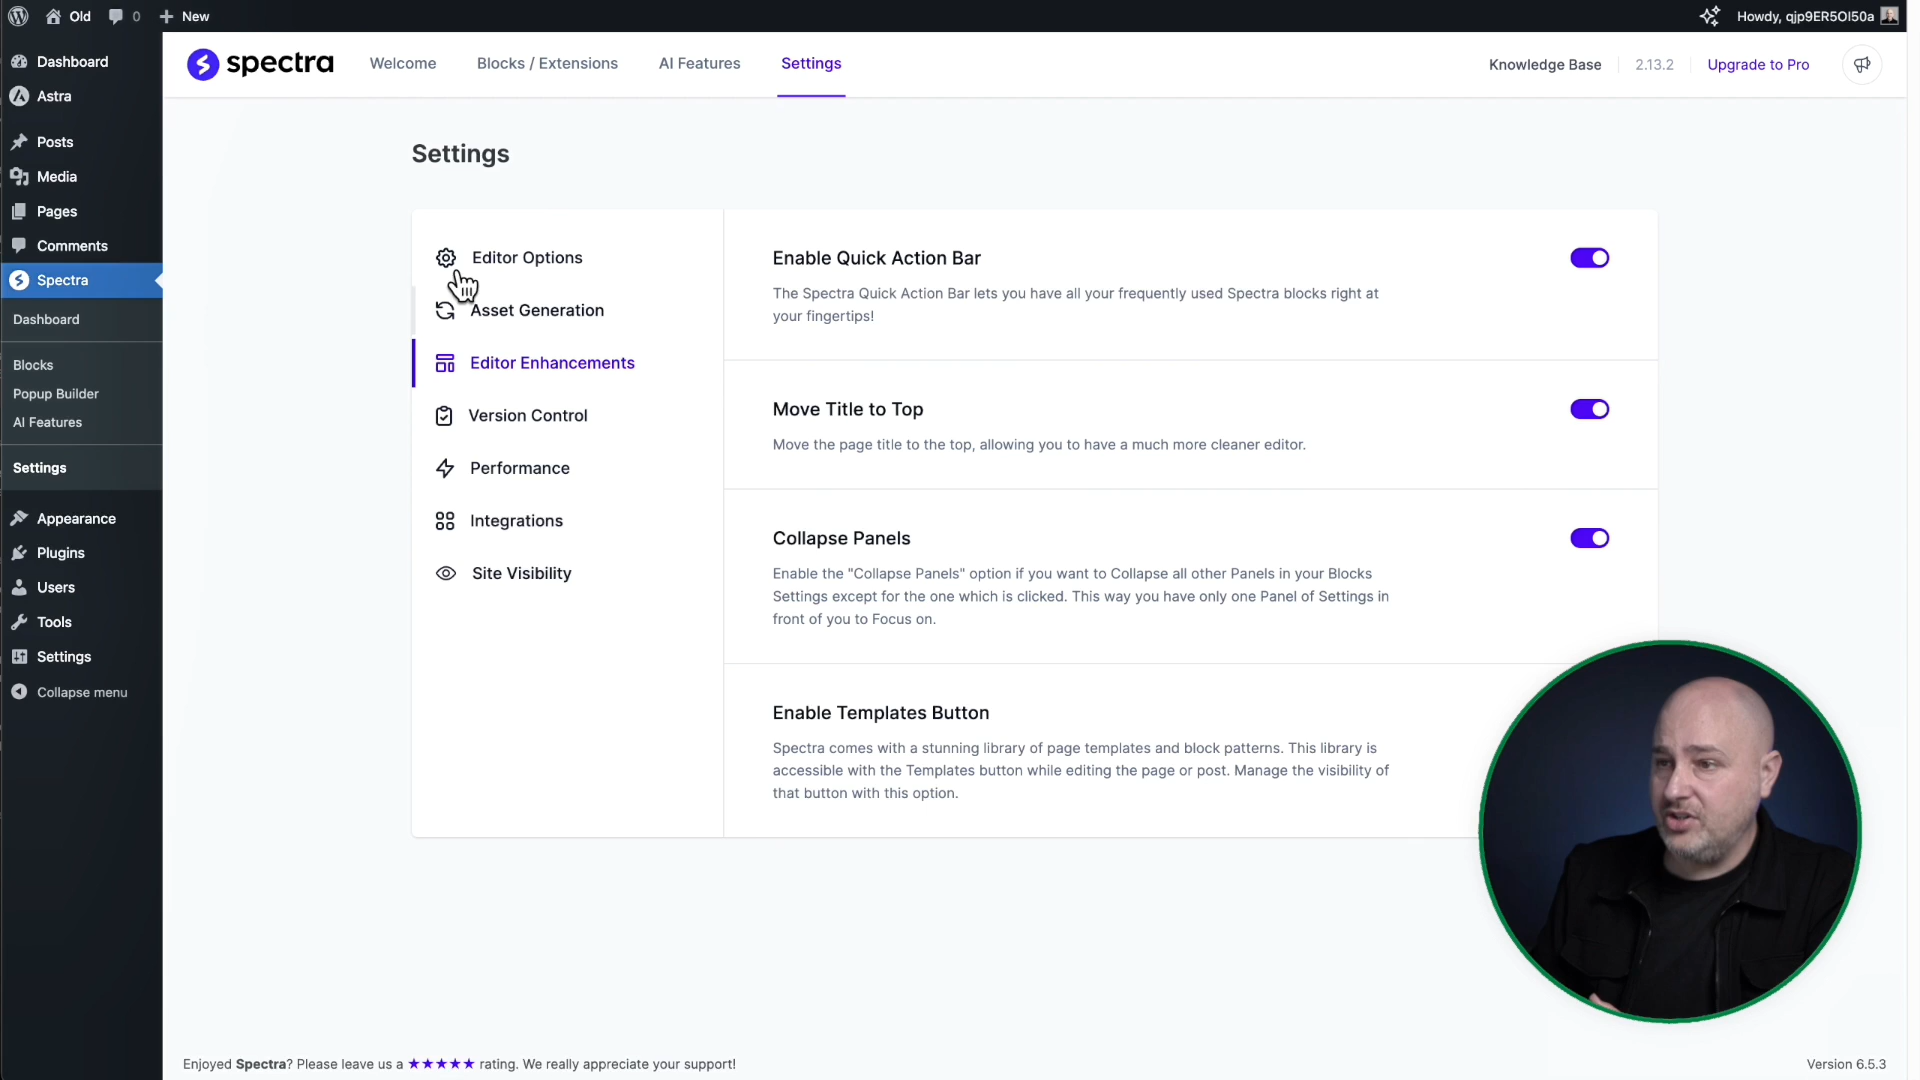 Old
0
New
Howdy, qjp9ER5OI50a
Dashboard
Astra
Posts
Media
Pages
Comments
Spectra
Dashboard
Blocks
Popup Builder
AI Features
Settings
Appearance
Plugins
Users
Tools
Settings
Collapse menu
spectra
Welcome
Blocks / Extensions
AI Features
Settings
Knowledge Base
2.13.2
Upgrade to Pro
Settings
Editor Options
Asset Generation
Editor Enhancements
Version Control
Performance
Integrations
Site Visibility
Enable Quick Action Bar
The Spectra Quick Action Bar lets you have all your frequently used Spectra blocks right at
your fingertips!
Move Title to Top
Move the page title to the top, allowing you to have a much more cleaner editor.
Collapse Panels
Enable the "Collapse Panels" option if you want to Collapse all other Panels in your Blocks
Settings except for the one which is clicked. This way you have only one Panel of Settings in
front of you to Focus on.
Enable Templates Button
Spectra comes with a stunning library of page templates and block patterns. This library is
accessible with the Templates button while editing the page or post. Manage the visibility of
that button with this option.
Enjoyed Spectra? Please leave us a ★★★★★ rating. We really appreciate your support!
Version 6.5.3